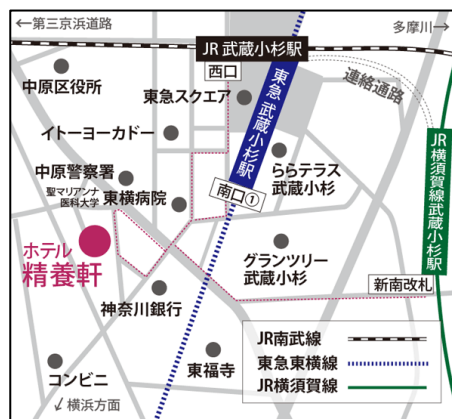 ←第三京浜道路
多摩川→
JR 武蔵小杉駅
西口
中原区役所
東急スクエア
連絡通路
東急 武蔵小杉駅
イトーヨーカドー
JR横須賀線武蔵小杉駅
中原警察署
ららテラス
武蔵小杉
聖マリアンナ
医科大学
東横病院
南口①
ホテル
精養軒
グランツリー
武蔵小杉
新南改札
神奈川銀行
JR南武線
東急東横線
JR横須賀線
東福寺
コンビニ
↙横浜方面